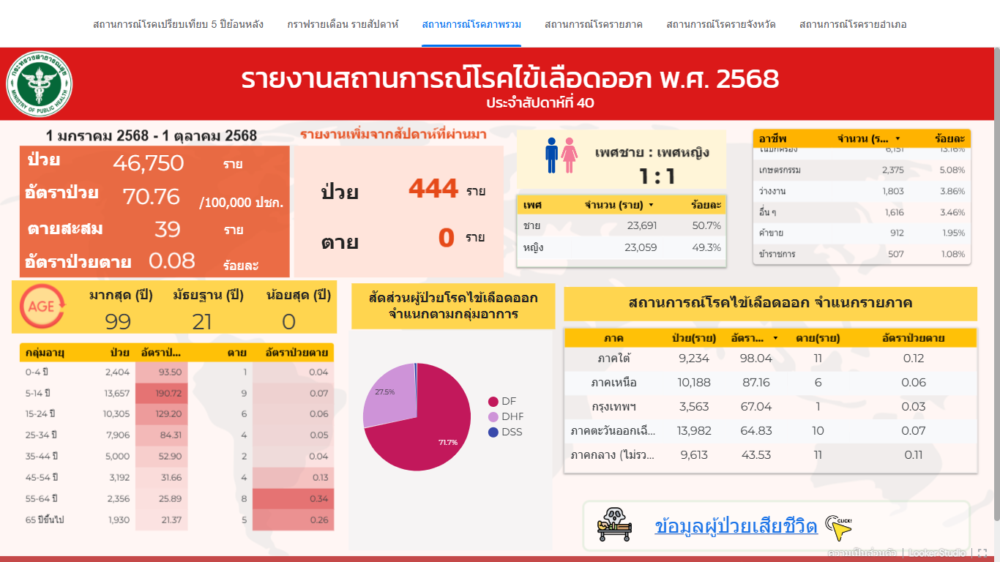 สถานการณ์โรคเปรียบเทียบ 5 ปีย้อนหลัง กราฟรายเดือน รายสัปดาห์ สถานการณ์โรคภาพรวม สถานการณ์โรครายภาค สถานการณ์โรครายจังหวัด สถานการณ์โรครายอำเภอ
กระทรวงสาธารณสุข
MINISTRY OF PUBLIC HEALTH
รายงานสถานการณ์โรคไข้เลือดออก พ.ศ. 2568
ประจำสัปดาห์ที่ 40
1 มกราคม 2568 - 1 ตุลาคม 2568
ป่วย 46,750 ราย
อัตราป่วย 70.76 /100,000 ปชก.
ตายสะสม 39 ราย
อัตราป่วยตาย 0.08 ร้อยละ
รายงานเพิ่มจากสัปดาห์ที่ผ่านมา
ป่วย 444 ราย
ตาย 0 ราย
เพศชาย : เพศหญิง
1 : 1
เพศ จำนวน (ราย) ร้อยละ
ชาย 23,691 50.7%
หญิง 23,059 49.3%
อาชีพ จำนวน (ร... ร้อยละ
ในปกครอง 6,151 13.16%
เกษตรกรรม 2,375 5.08%
ว่างงาน 1,803 3.86%
อื่น ๆ 1,616 3.46%
ค้าขาย 912 1.95%
ข้าราชการ 507 1.08%
AGE
มากสุด (ปี) มัธยฐาน (ปี) น้อยสุด (ปี)
99 21 0
กลุ่มอายุ ป่วย อัตราป่... ตาย อัตราป่วยตาย
0-4 ปี 2,404 93.50 1 0.04
5-14 ปี 13,657 190.72 9 0.07
15-24 ปี 10,305 129.20 6 0.06
25-34 ปี 7,906 84.31 4 0.05
35-44 ปี 5,000 52.90 2 0.04
45-54 ปี 3,192 31.66 4 0.13
55-64 ปี 2,356 25.89 8 0.34
65 ปีขึ้นไป 1,930 21.37 5 0.26
สัดส่วนผู้ป่วยโรคไข้เลือดออก
จำแนกตามกลุ่มอาการ
27.5%
71.7%
DF
DHF
DSS
สถานการณ์โรคไข้เลือดออก จำแนกรายภาค
ภาค ป่วย(ราย) อัตรา... ตาย(ราย) อัตราป่วยตาย
ภาคใต้ 9,234 98.04 11 0.12
ภาคเหนือ 10,188 87.16 6 0.06
กรุงเทพฯ 3,563 67.04 1 0.03
ภาคตะวันออกเฉี... 13,982 64.83 10 0.07
ภาคกลาง (ไม่รว... 9,613 43.53 11 0.11
ข้อมูลผู้ป่วยเสียชีวิต
CLICK!
ความเป็นส่วนตัว
Looker Studio